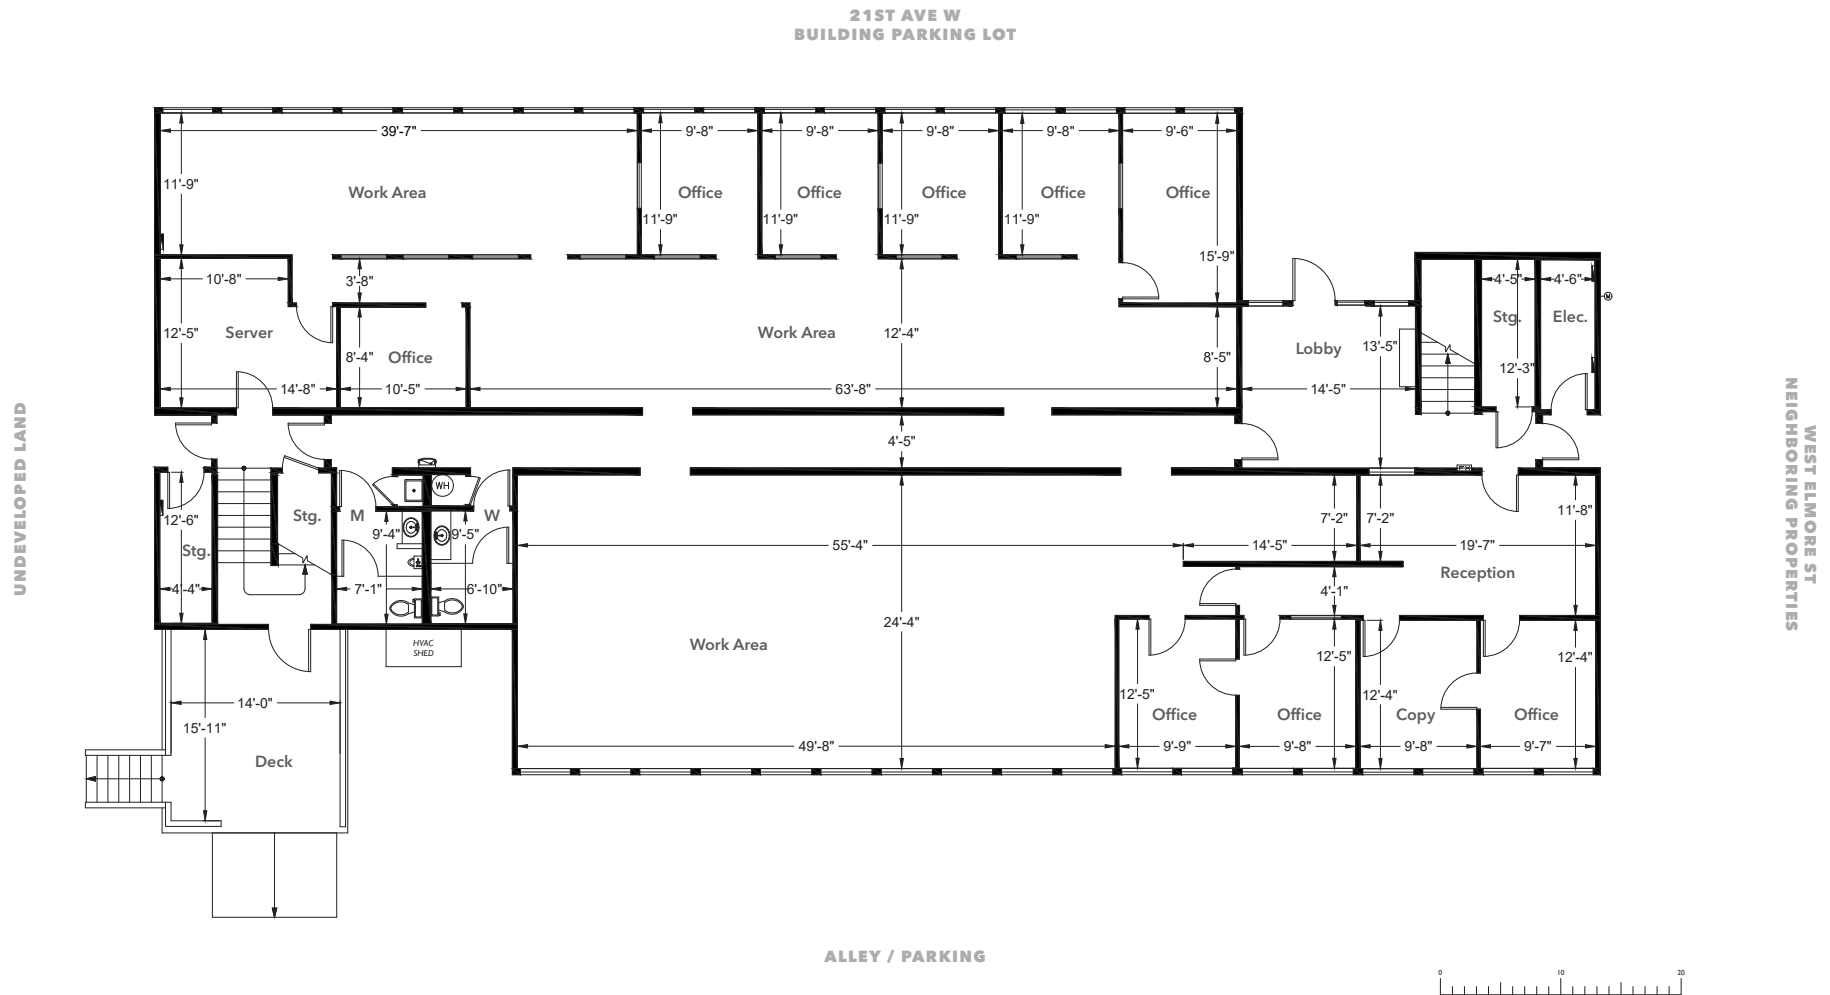 21ST AVE W
BUILDING PARKING LOT
39'-7"
9'-8"
9'-8"
9'-8"
9'-8"
9'-6"
11'-9"
Work Area
Office
Office
Office
Office
Office
11'-9"
11'-9"
11'-9"
11'-9"
15'-9"
10'-8"
3'-8"
4'-5"
4'-6"
M
12'-5"
Server
Work Area
12'-4"
Stg.
Elec.
8'-4"
Office
8'-5"
Lobby
13'-5"
12'-3"
14'-8"
10'-5"
63'-8"
14'-5"
4'-5"
UNDEVELOPED LAND
WEST ELMORE ST
NEIGHBORING PROPERTIES
WH
12'-6"
Stg.
M
W
7'-2"
7'-2"
11'-8"
9'-4"
9'-5"
Stg.
55'-4"
14'-5"
19'-7"
Reception
4'-4"
7'-1"
6'-10"
4'-1"
24'-4"
HVAC
SHED
Work Area
12'-5"
12'-4"
12'-5"
12'-4"
14'-0"
15'-11"
Office
Office
Copy
Office
49'-8"
9'-9"
9'-8"
9'-8"
9'-7"
Deck
ALLEY / PARKING
0
10
20